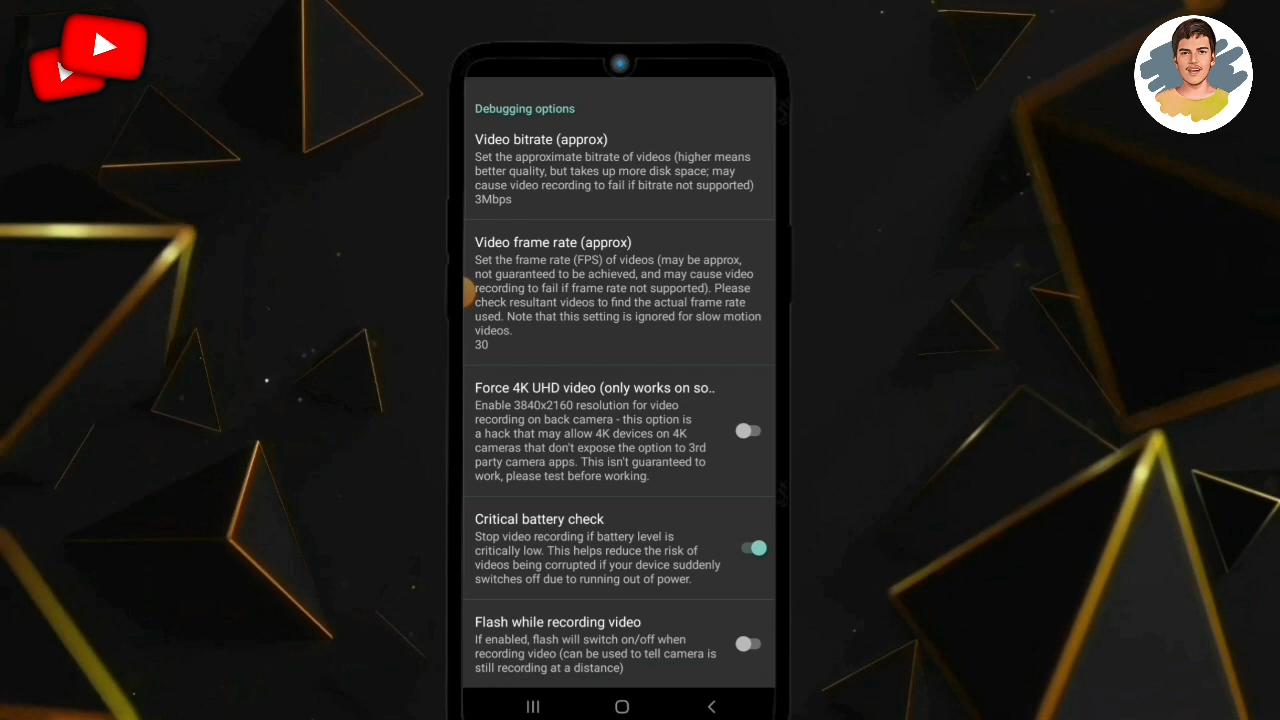 Debugging options
Video bitrate (approx)
Set the approximate bitrate of videos (higher means
better quality, but takes up more disk space; may
cause video recording to fail if bitrate not supported)
3Mbps
Video frame rate (approx)
Set the frame rate (FPS) of videos (may be approx,
not guaranteed to be achieved, and may cause video
recording to fail if frame rate not supported). Please
check resultant videos to find the actual frame rate
used. Note that this setting is ignored for slow motion
videos.
30
Force 4K UHD video (only works on so..
Enable 3840x2160 resolution for video
recording on back camera - this option is
a hack that may allow 4K devices on 4K
cameras that don't expose the option to 3rd
party camera apps. This isn't guaranteed to
work, please test before working.
Critical battery check
Stop video recording if battery level is
critically low. This helps reduce the risk of
videos being corrupted if your device suddenly
switches off due to running out of power.
Flash while recording video
If enabled, flash will switch on/off when
recording video (can be used to tell camera is
still recording at a distance)